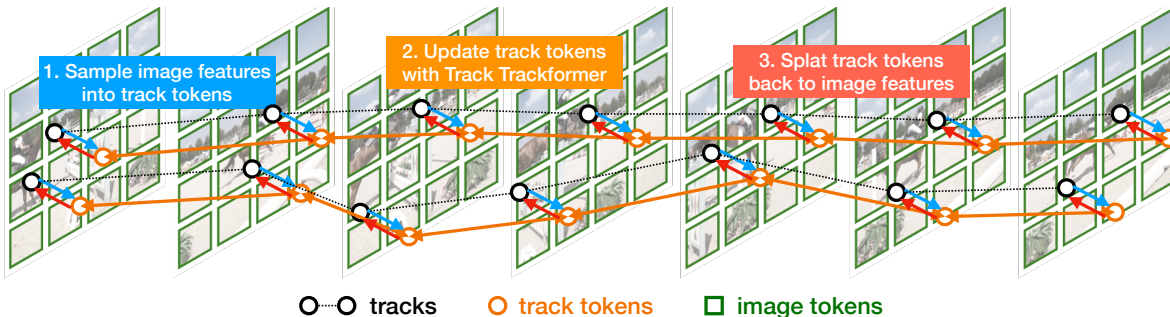 1. Sample image features
into track tokens
2. Update track tokens
with Track Trackformer
3. Splat track tokens
back to image features
tracks
track tokens
image tokens